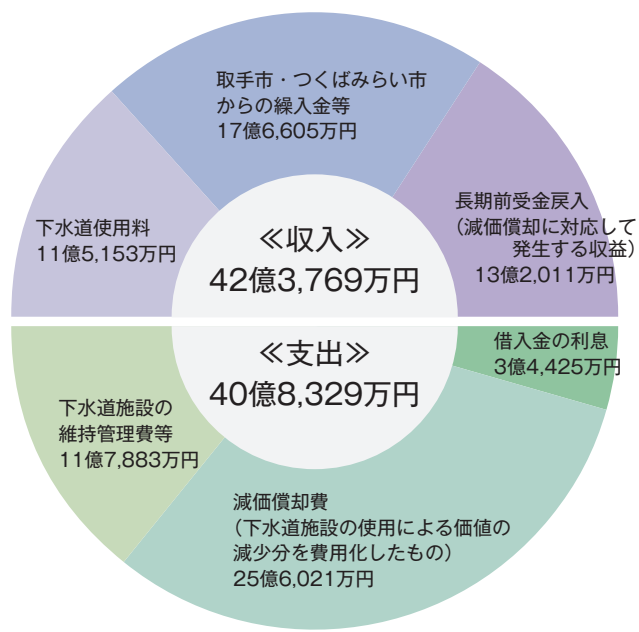 取手市・つくばみらい市
からの繰入金等
17億6,605万円
下水道使用料
11億5,153万円
長期前受金戻入
（減価償却に対応して
発生する収益）
13億2,011万円
≪収入≫
42億3,769万円
≪支出≫
40億8,329万円
借入金の利息
3億4,425万円
下水道施設の
維持管理費等
11億7,883万円
減価償却費
（下水道施設の使用による価値の
減少分を費用化したもの）
25億6,021万円